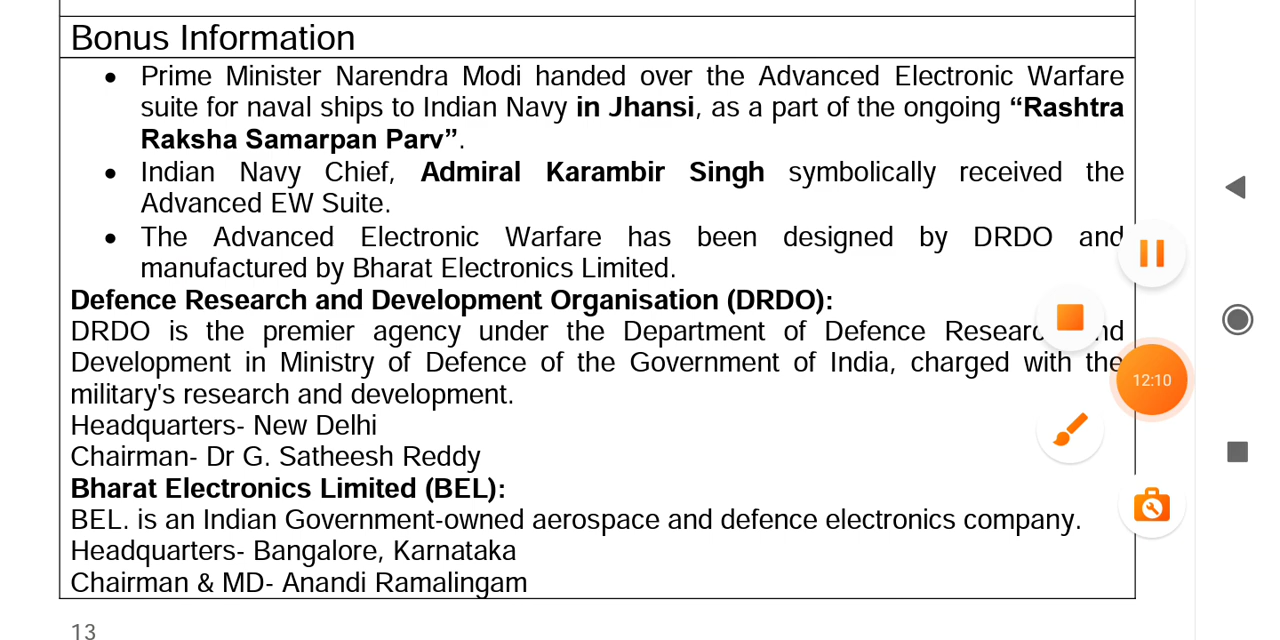 Bonus Information
• Prime Minister Narendra Modi handed over the Advanced Electronic Warfare
suite for naval ships to Indian Navy in Jhansi, as a part of the ongoing “Rashtra
Raksha Samarpan Parv”.
• Indian Navy Chief, Admiral Karambir Singh symbolically received the
Advanced EW Suite.
• The Advanced Electronic Warfare has been designed by DRDO and
manufactured by Bharat Electronics Limited.
Defence Research and Development Organisation (DRDO):
DRDO is the premier agency under the Department of Defence
Development in Ministry of Defence of the Government of India, charged with the
12:10
military's research and development.
Headquarters- New Delhi
Chairman- Dr G. Satheesh Reddy
Bharat Electronics Limited (BEL):
BEL. is an Indian Government-owned aerospace and defence electronics company.
Headquarters- Bangalore, Karnataka
Chairman & MD- Anandi Ramalingam
13